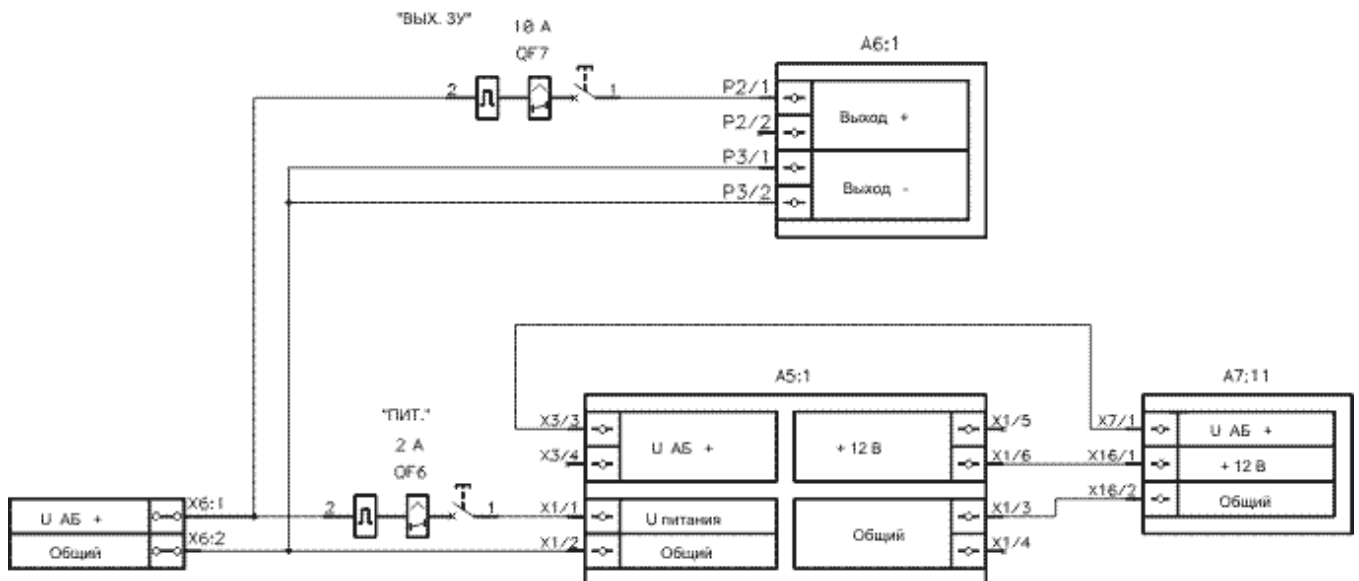 "ВЫХ. ЗУ"
10 А
QF7
A6:1
2
1
P2/1
Выход +
P2/2
P3/1
Выход -
P3/2
A5:1
A7:11
"ПИТ."
2 А
QF6
X3/3
U АБ +
X3/4
+ 12 В
X1/5
X1/6
X7/1
U АБ +
X16/1
+ 12 В
X16/2
Общий
U АБ +
X6:1
Общий
X6:2
2
1
X1/1
U питания
X1/2
Общий
Общий
X1/3
X1/4